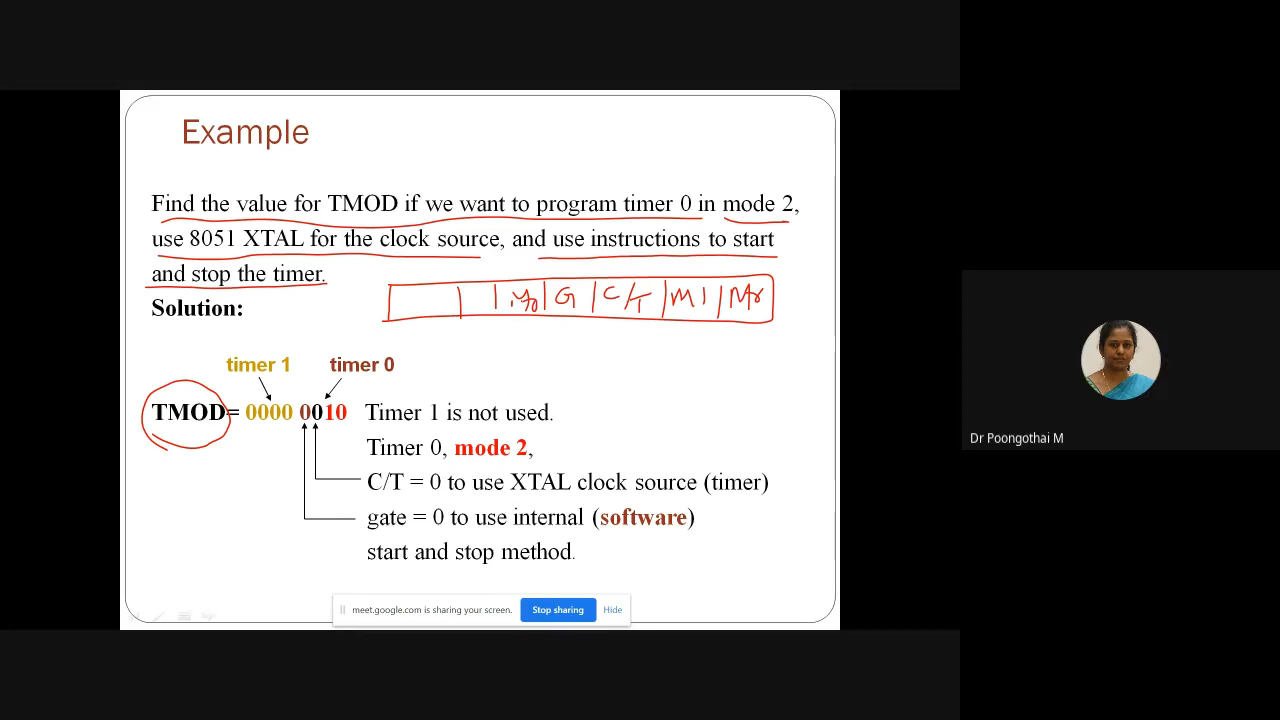 Example
Find the value for TMOD if we want to program timer 0 in mode 2,
use 8051 XTAL for the clock source, and use instructions to start
and stop the timer.
G C/T M1
Solution:
timer 1 timer 0
TMOD= 0000 0010 Timer 1 is not used.
Timer 0, mode 2,
C/T = 0 to use XTAL clock source (timer)
gate = 0 to use internal (software)
start and stop method.
meet.google.com is sharing your screen. Stop sharing Hide
Dr Poongothai M